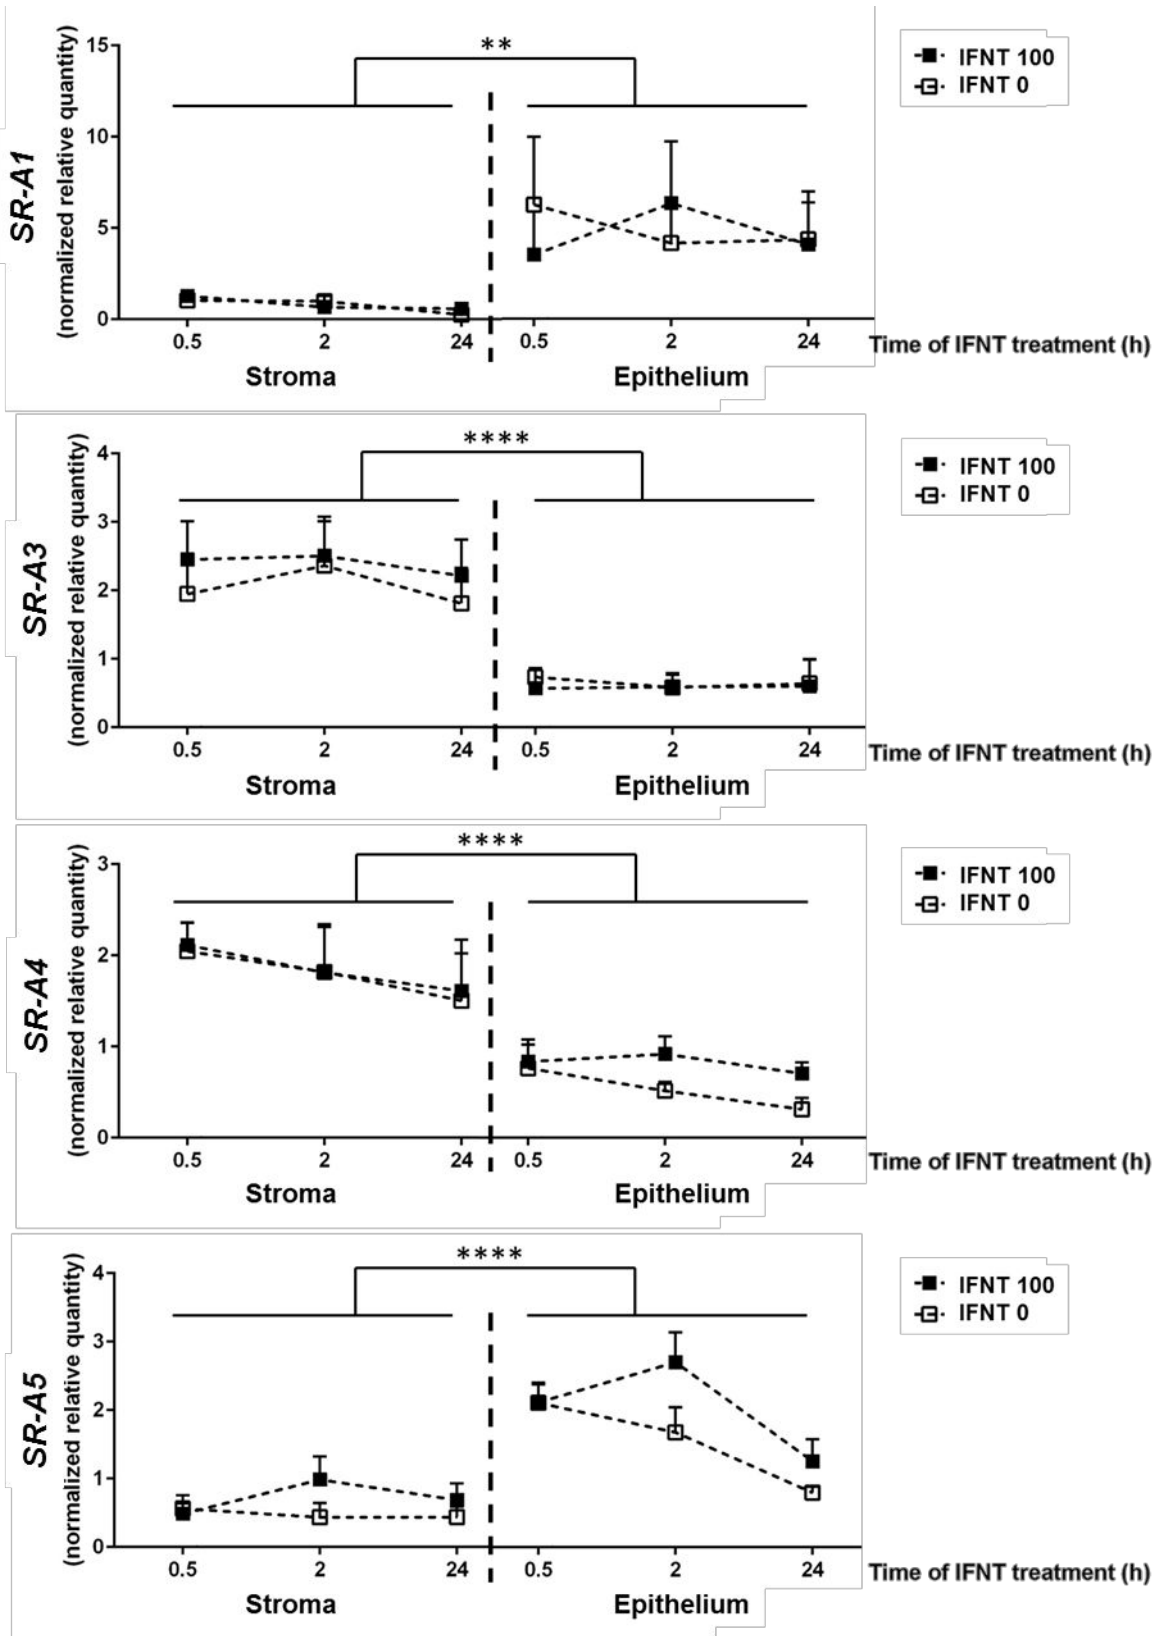 SR-A1
(normalized relative quantity)
**
15
10
5
0
0.5 2 24 0.5 2 24
Time of IFNT treatment (h)
Stroma Epithelium
IFNT 100
IFNT 0
SR-A3
(normalized relative quantity)
****
4
3
2
1
0
0.5 2 24 0.5 2 24
Time of IFNT treatment (h)
Stroma Epithelium
IFNT 100
IFNT 0
SR-A4
(normalized relative quantity)
****
3
2
1
0
0.5 2 24 0.5 2 24
Time of IFNT treatment (h)
Stroma Epithelium
IFNT 100
IFNT 0
SR-A5
(normalized relative quantity)
****
4
3
2
1
0
0.5 2 24 0.5 2 24
Time of IFNT treatment (h)
Stroma Epithelium
IFNT 100
IFNT 0